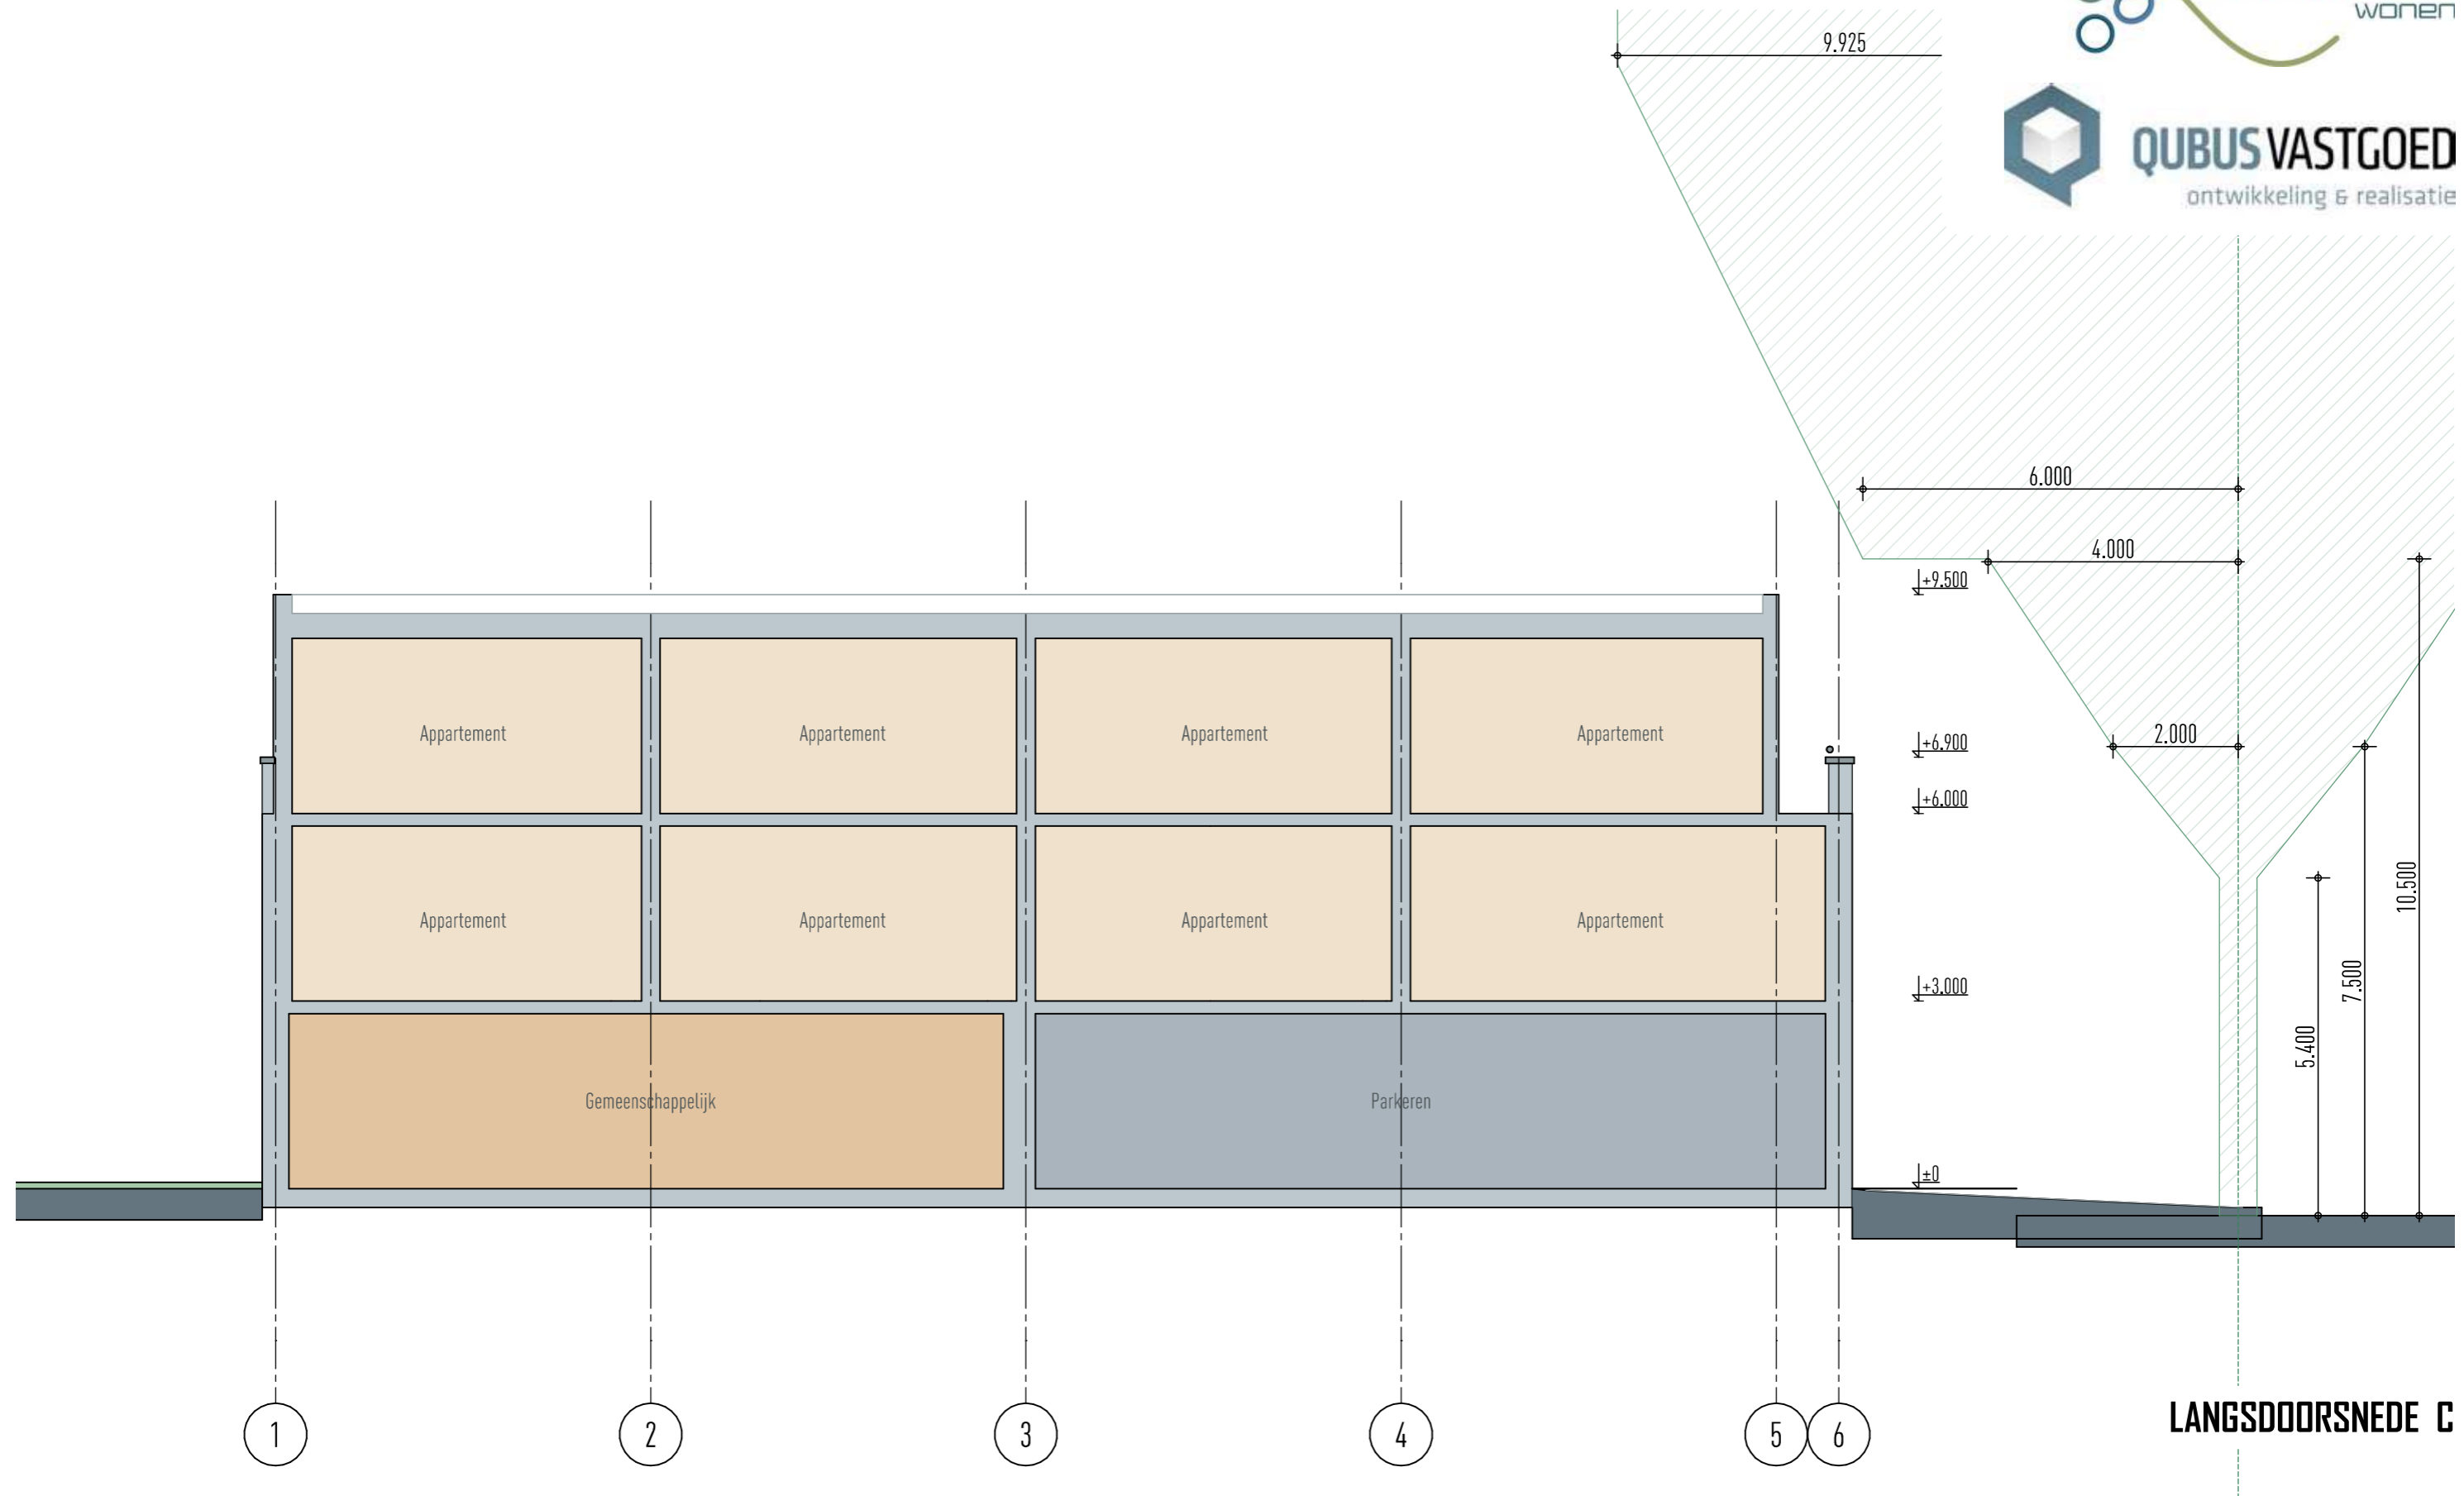 wonen
9.925
QUBUS VASTGOED
ontwikkeling & realisatie
6.000
4.000
+9.500
Appartement Appartement Appartement Appartement
+6.900
2.000
+6.000
Appartement Appartement Appartement Appartement
10.500
+3.000
7.500
5.400
Gemeenschappelijk Parkeren
±0
LANGSDOORSNEDE C
1 2 3 4 5 6